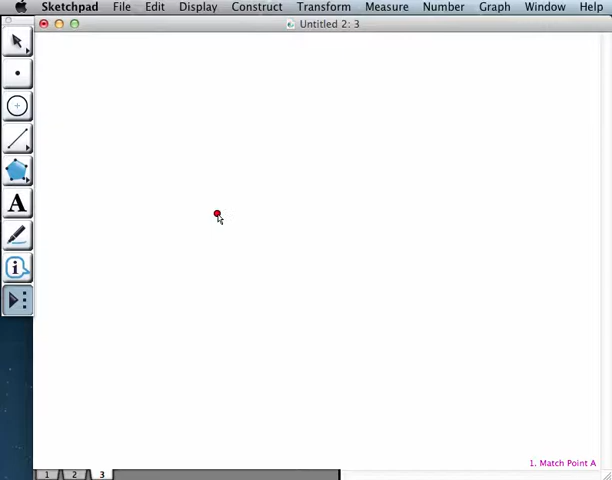 Sketchpad File Edit Display Construct Transform Measure Number Graph Window Help
Untitled 2: 3
A
i
1. Match Point A
1 2 3